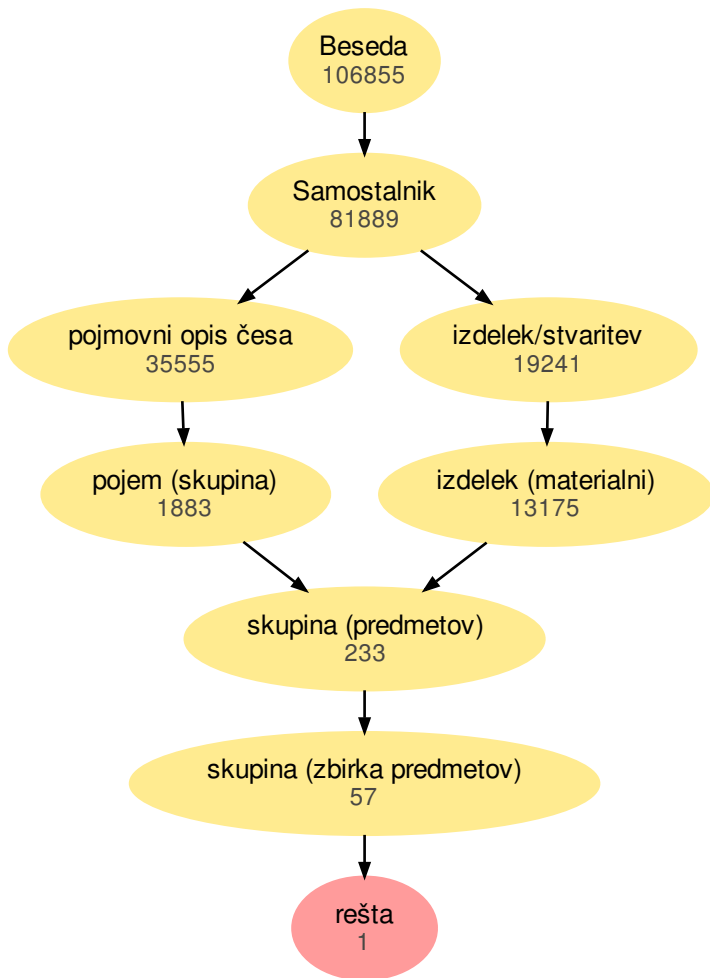 Beseda
106855
Samostalnik
81889
pojmovni opis česa
35555
izdelek/stvaritev
19241
pojem (skupina)
1883
izdelek (materialni)
13175
skupina (predmetov)
233
skupina (zbirka predmetov)
57
rešta
1